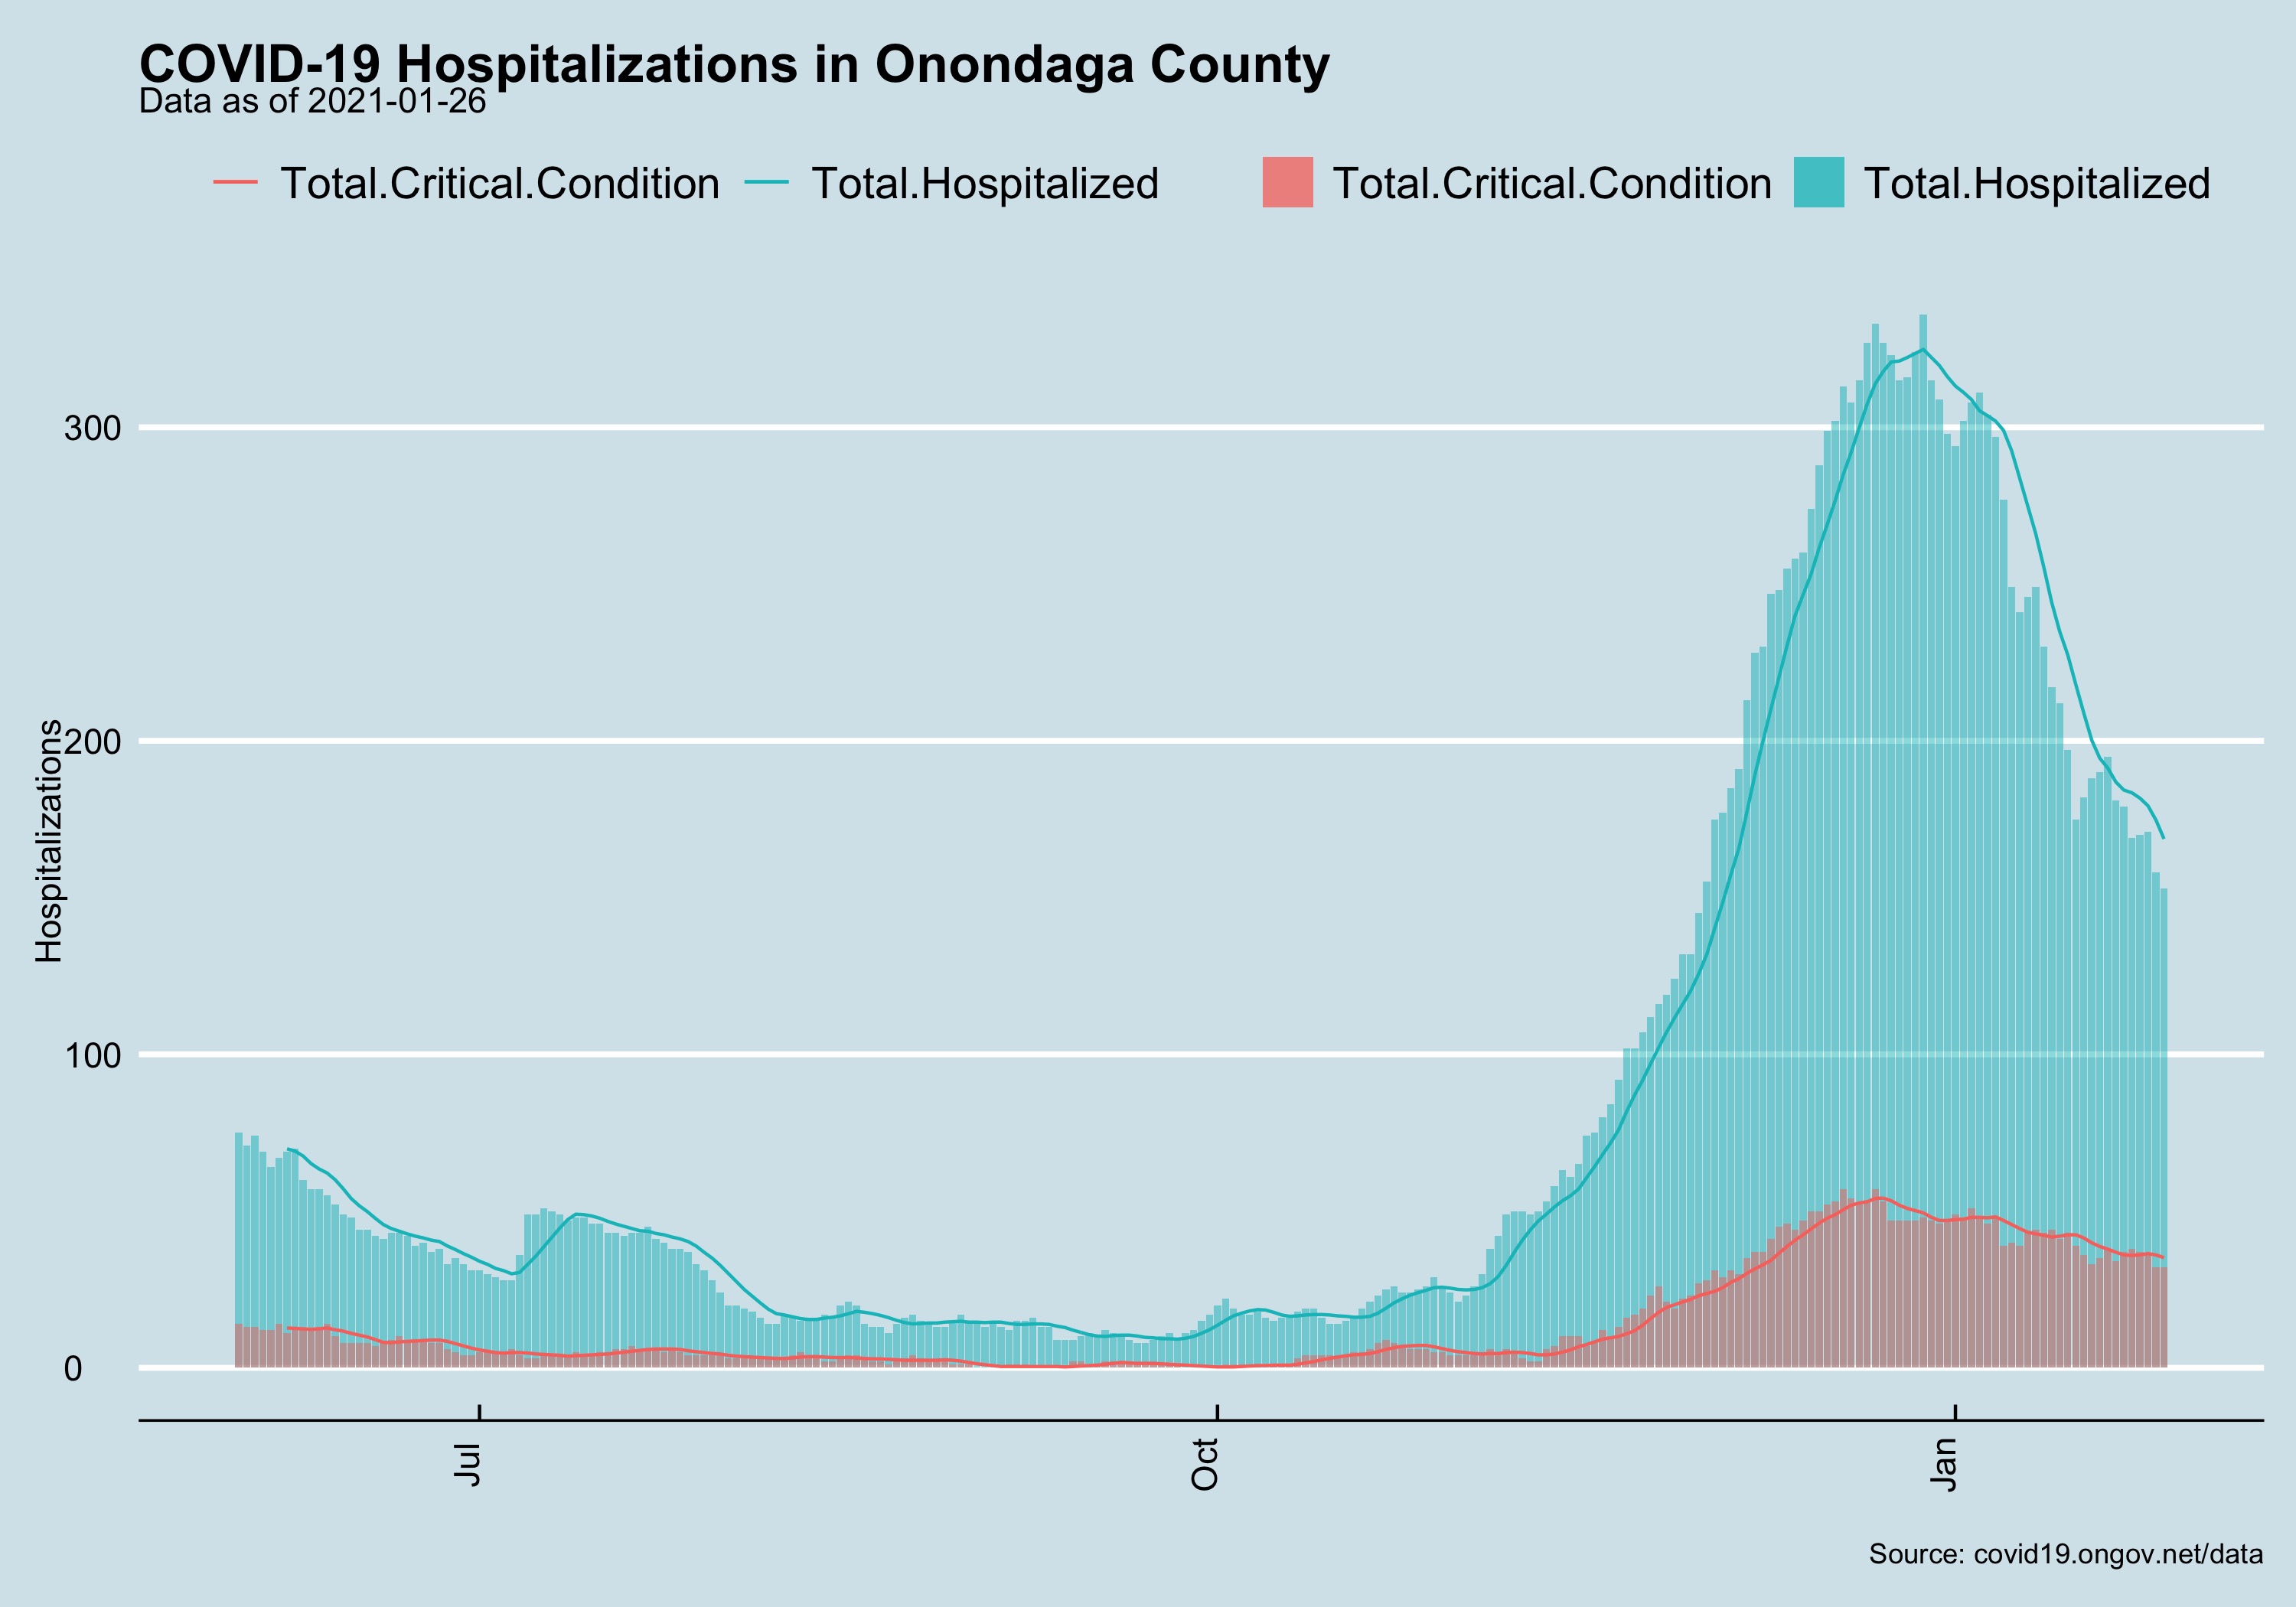 COVID-19 Hospitalizations in Onondaga County
Data as of 2021-01-26
Total.Critical.Condition Total.Hospitalized Total.Critical.Condition Total.Hospitalized
Hospitalizations
300
200
100
0
Jul Oct Jan
Source: covid19.ongov.net/data